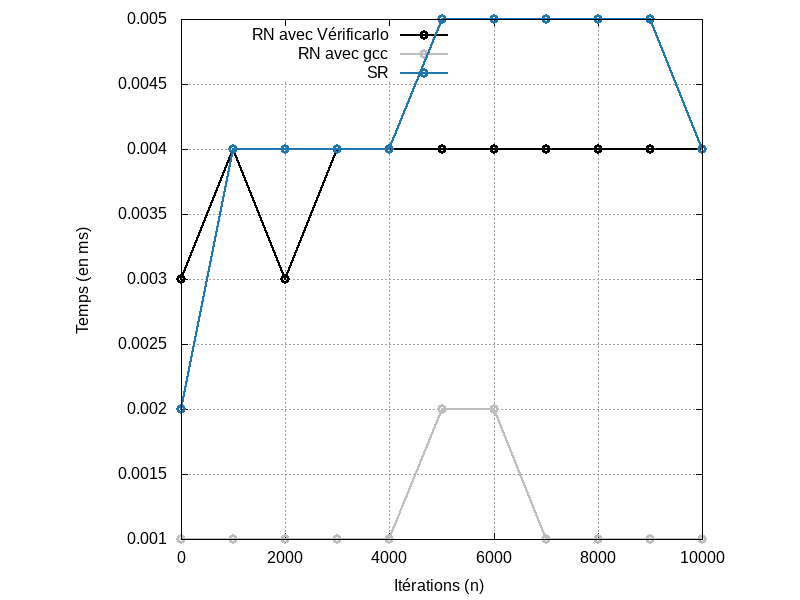 RN avec Vérificarlo
RN avec gcc
SR
0.005
0.0045
0.004
0.0035
0.003
0.0025
0.002
0.0015
0.001
Temps (en ms)
0 2000 4000 6000 8000 10000
Itérations (n)